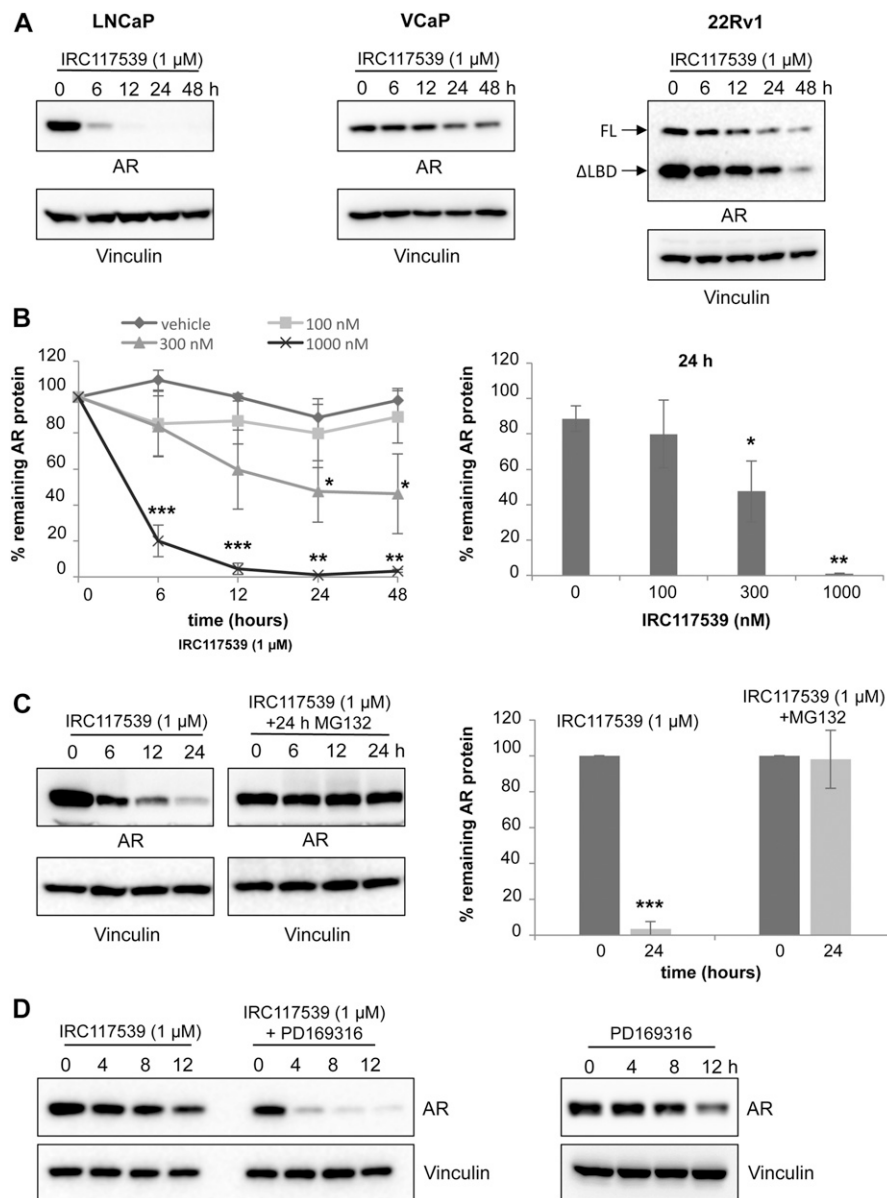 A
LNCaP
VCaP
22Rv1
IRC117539 (1 µM)
0 6 12 24 48 h
AR
Vinculin
IRC117539 (1 µM)
0 6 12 24 48 h
AR
Vinculin
IRC117539 (1 µM)
0 6 12 24 48 h
FL
ΔLBD
AR
Vinculin
B
vehicle
100 nM
300 nM
1000 nM
% remaining AR protein
120
100
80
60
40
20
0
***
***
*
**
*
**
0 6 12 24 48
time (hours)
IRC117539 (1 µM)
24 h
% remaining AR protein
120
100
80
60
40
20
0
*
**
0 100 300 1000
IRC117539 (nM)
C
IRC117539 (1 µM)
0 6 12 24
AR
Vinculin
IRC117539 (1 µM)
+24 h MG132
0 6 12 24 h
AR
Vinculin
IRC117539 (1 µM)
IRC117539 (1 µM)
+MG132
% remaining AR protein
120
100
80
60
40
20
0
***
0 24 0 24
time (hours)
D
IRC117539 (1 µM)
0 4 8 12
IRC117539 (1 µM)
+ PD169316
0 4 8 12
AR
Vinculin
PD169316
0 4 8 12 h
AR
Vinculin